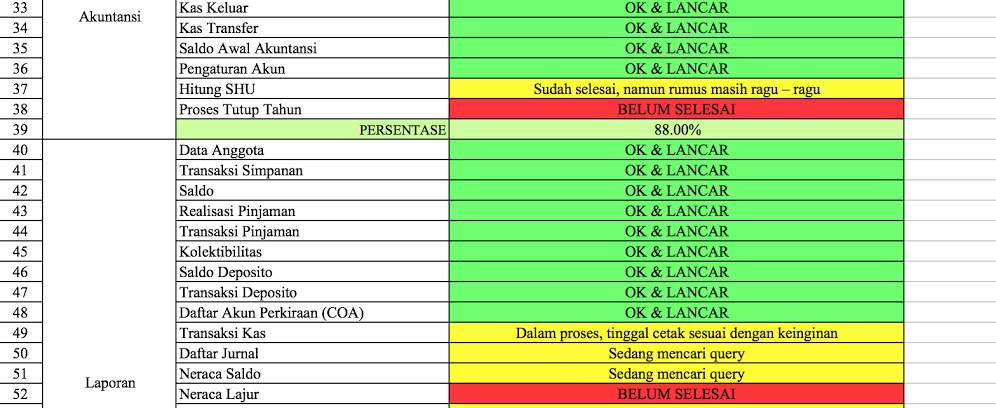 33 Akuntansi Kas Keluar OK & LANCAR
34 Kas Transfer OK & LANCAR
35 Saldo Awal Akuntansi OK & LANCAR
36 Pengaturan Akun OK & LANCAR
37 Hitung SHU Sudah selesai, namun rumus masih ragu – ragu
38 Proses Tutup Tahun BELUM SELESAI
39 PERSENTASE 88.00%
40 Data Anggota OK & LANCAR
41 Transaksi Simpanan OK & LANCAR
42 Saldo OK & LANCAR
43 Realisasi Pinjaman OK & LANCAR
44 Transaksi Pinjaman OK & LANCAR
45 Kolektibilitas OK & LANCAR
46 Saldo Deposito OK & LANCAR
47 Transaksi Deposito OK & LANCAR
48 Daftar Akun Perkiraan (COA) OK & LANCAR
49 Transaksi Kas Dalam proses, tinggal cetak sesuai dengan keinginan
50 Daftar Jurnal Sedang mencari query
51 Laporan Neraca Saldo Sedang mencari query
52 Neraca Lajur BELUM SELESAI